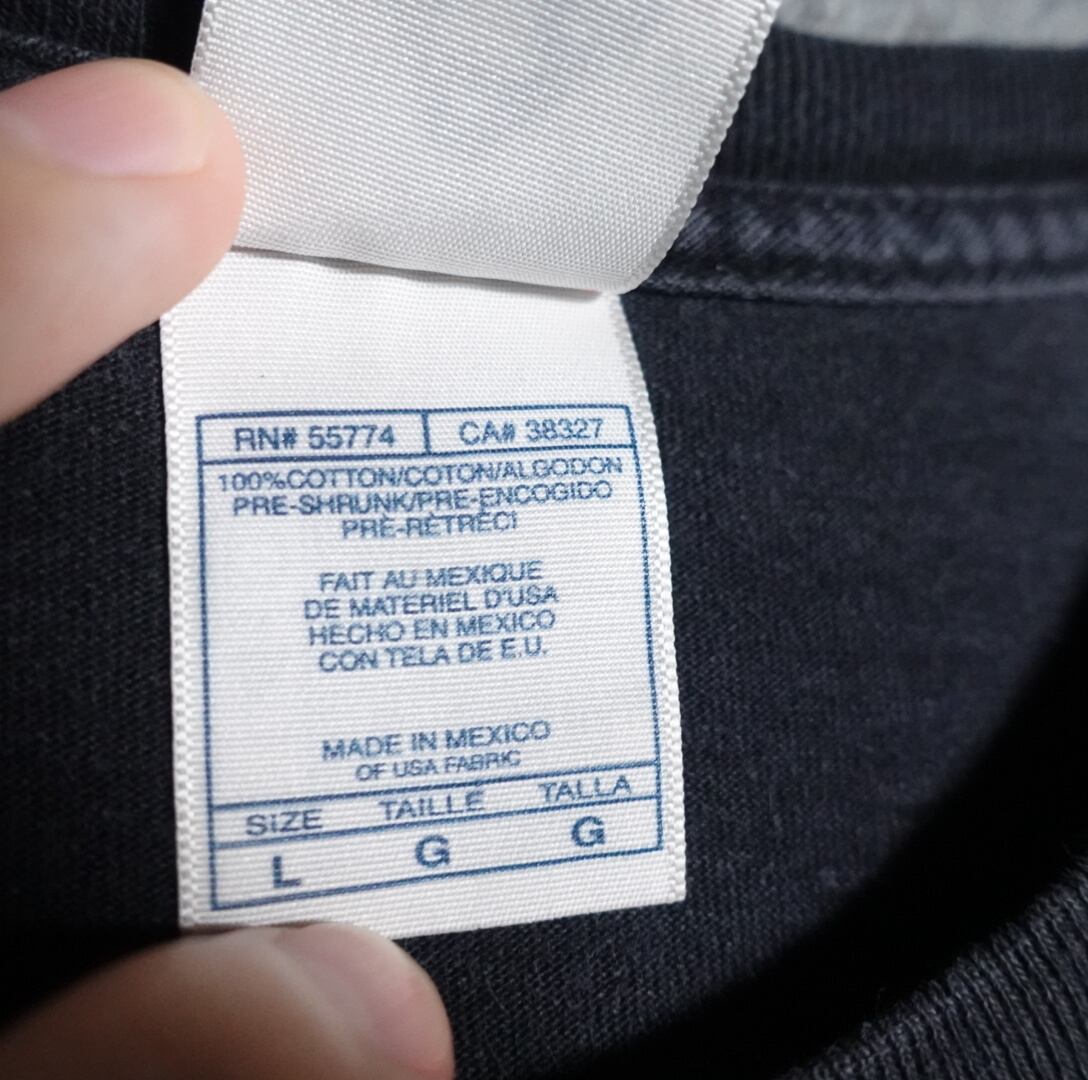 RN# 55774 CA# 38327
100%COTTON/COTON/ALGODON
PRE-SHRUNK/PRE-ENCOGIDO
PRÉ-RÉTRÉCI
FAIT AU MEXIQUE
DE MATERIEL D'USA
HECHO EN MEXICO
CON TELA DE E.U.
MADE IN MEXICO
OF USA FABRIC
SIZE TAILLE TALLA
L G G